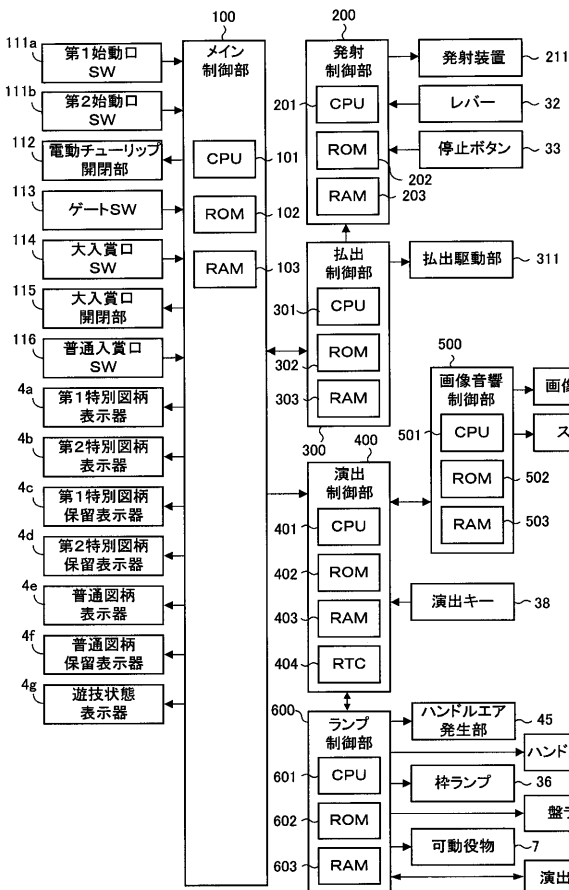 100
メイン
制御部
CPU
101
ROM
102
RAM
103
111a
第1始動口
SW
111b
第2始動口
SW
112
電動チューリップ
開閉部
113
ゲートSW
114
大入賞口
SW
115
大入賞口
開閉部
116
普通入賞口
SW
4a
第1特別図柄
表示器
4b
第2特別図柄
表示器
4c
第1特別図柄
保留表示器
4d
第2特別図柄
保留表示器
4e
普通図柄
表示器
4f
普通図柄
保留表示器
4g
遊技状態
表示器
200
発射
制御部
201
CPU
ROM
202
RAM
203
発射装置
211
レバー
32
停止ボタン
33
払出
制御部
301
CPU
302
ROM
303
RAM
300
払出駆動部
311
400
演出
制御部
401
CPU
402
ROM
403
RAM
404
RTC
500
画像音響
制御部
501
CPU
ROM
502
RAM
503
画像
ス
演出キー
38
600
ランプ
制御部
601
CPU
602
ROM
603
RAM
ハンドルエア
発生部
45
ハンド
枠ランプ
36
盤ラ
可動役物
7
演出